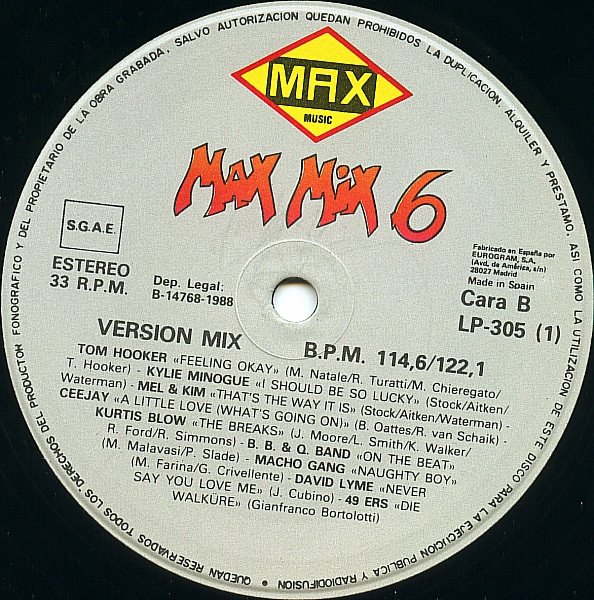 QUEDAN RESERVADOS TODOS LOS DERECHOS DEL PRODUCTOR FONOGRAFICO Y DEL PROPIETARIO DE LA OBRA GRABADA. SALVO AUTORIZACION QUEDAN PROHIBIDOS LA DUPLICACION, ALQUILER Y PRESTAMO, ASI COMO LA UTILIZACION DE ESTE DISCO PARA LA EJECUCION PUBLICA Y RADIODIFUSION •
MAX
MUSIC
MAX MIX 6
S.G.A.E.
ESTEREO
33 R.P.M.
Dep. Legal:
B-14768-1988
Fabricado en España por
EUROGRAM, S.A.
(Avd. de América, s/n)
28027 Madrid
Made in Spain
Cara B
LP-305 (1)
VERSION MIX
B.P.M. 114,6/122,1
TOM HOOKER «FEELING OKAY» (M. Natale/R. Turatti/M. Chieregato/
T. Hooker) - KYLIE MINOGUE «I SHOULD BE SO LUCKY» (Stock/Aitken/
Waterman) - MEL & KIM «THAT'S THE WAY IT IS» (Stock/Aitken/Waterman) -
CEEJAY «A LITTLE LOVE (WHAT'S GOING ON)» (B. Oattes/R. van Schaik) -
KURTIS BLOW «THE BREAKS» (J. Moore/L. Smith/K. Walker/
R. Ford/R. Simmons) - B. B. & Q. BAND «ON THE BEAT»
(M. Malavasi/P. Slade) - MACHO GANG «NAUGHTY BOY»
(M. Farina/G. Crivellente) - DAVID LYME «NEVER
SAY YOU LOVE ME» (J. Cubino) - 49 ERS «DIE
WALKÜRE» (Gianfranco Bortolotti)